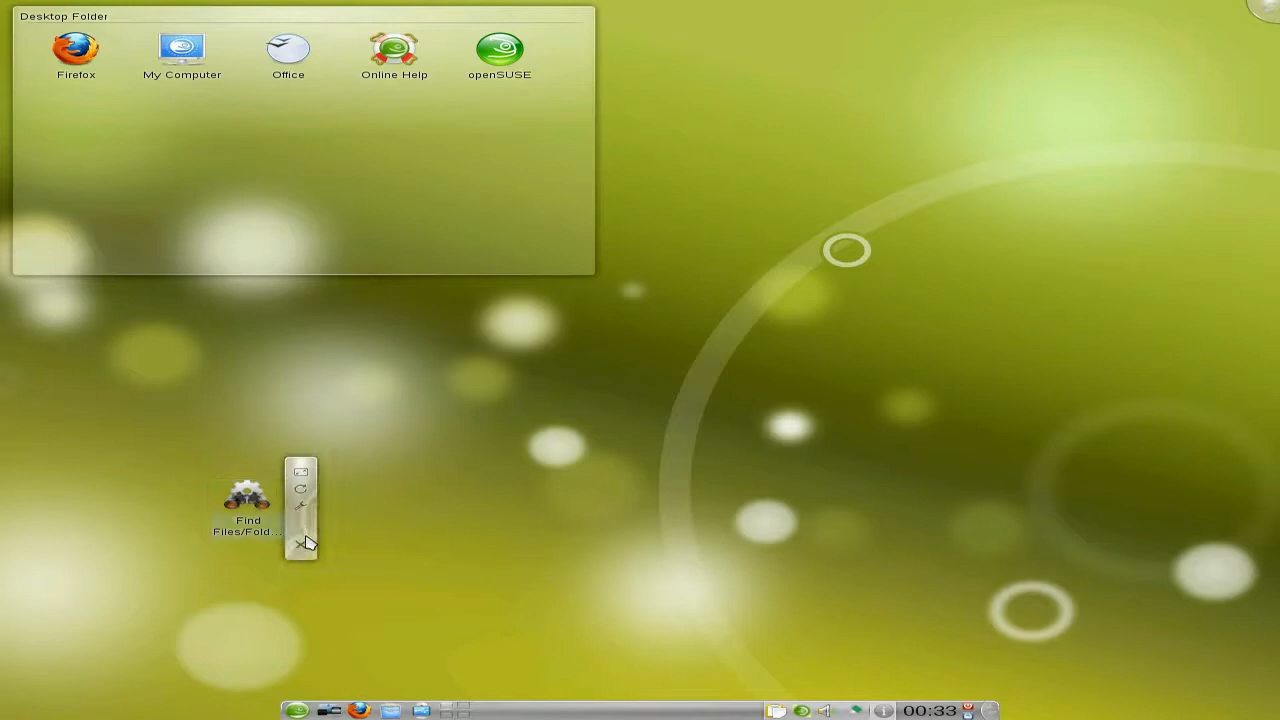 Desktop Folder
Firefox
My Computer
Office
Online Help
openSUSE
Find
Files/Fold...
00:33